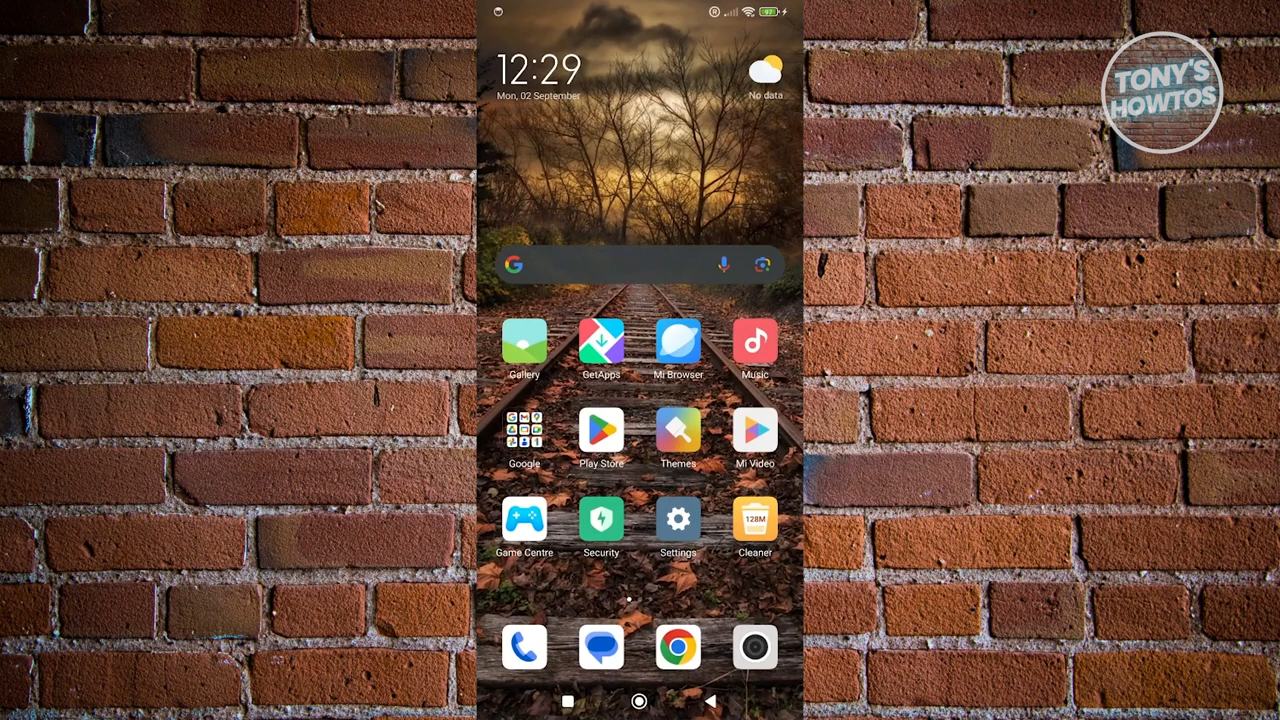 97
12:29
Mon, 02 September
No data
TONY'S
HOWTOS
Gallery
GetApps
Mi Browser
Music
Google
Play Store
Themes
Mi Video
128M
Game Centre
Security
Settings
Cleaner